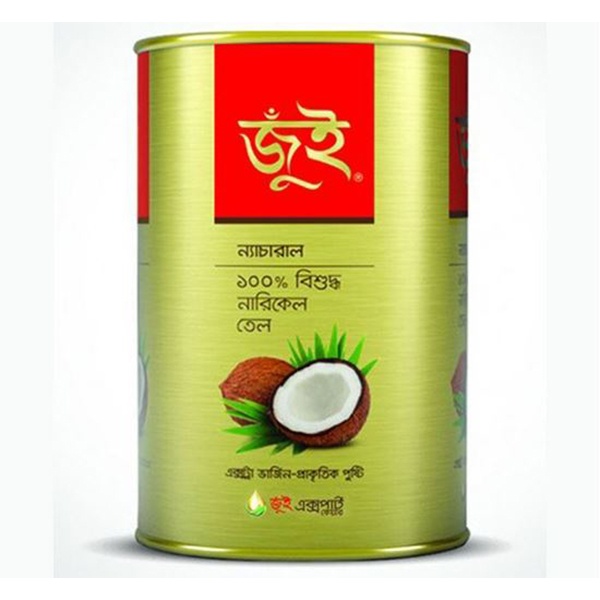 জুঁই®
ন্যাচারাল
১০০% বিশুদ্ধ
নারিকেল
তেল
এক্সট্রা ভার্জিন-প্রাকৃতিক পুষ্টি
জুঁই এক্সপার্ট
কেয়ার